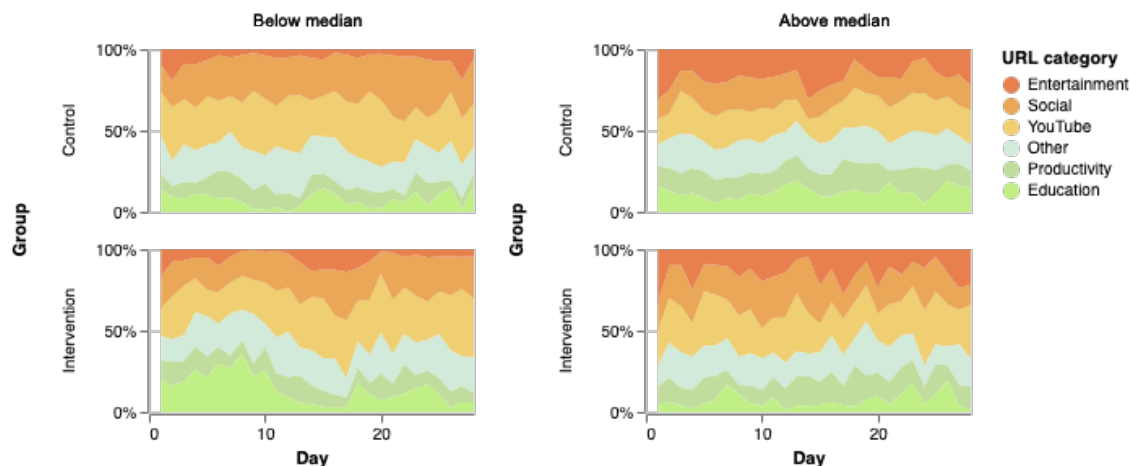 Below median
Above median
100%
50%
0%
Control
100%
50%
0%
Control
URL category
Entertainment
Social
YouTube
Other
Productivity
Education
Group
Group
100%
50%
0%
Intervention
0
10
20
Day
100%
50%
0%
Intervention
0
10
20
Day